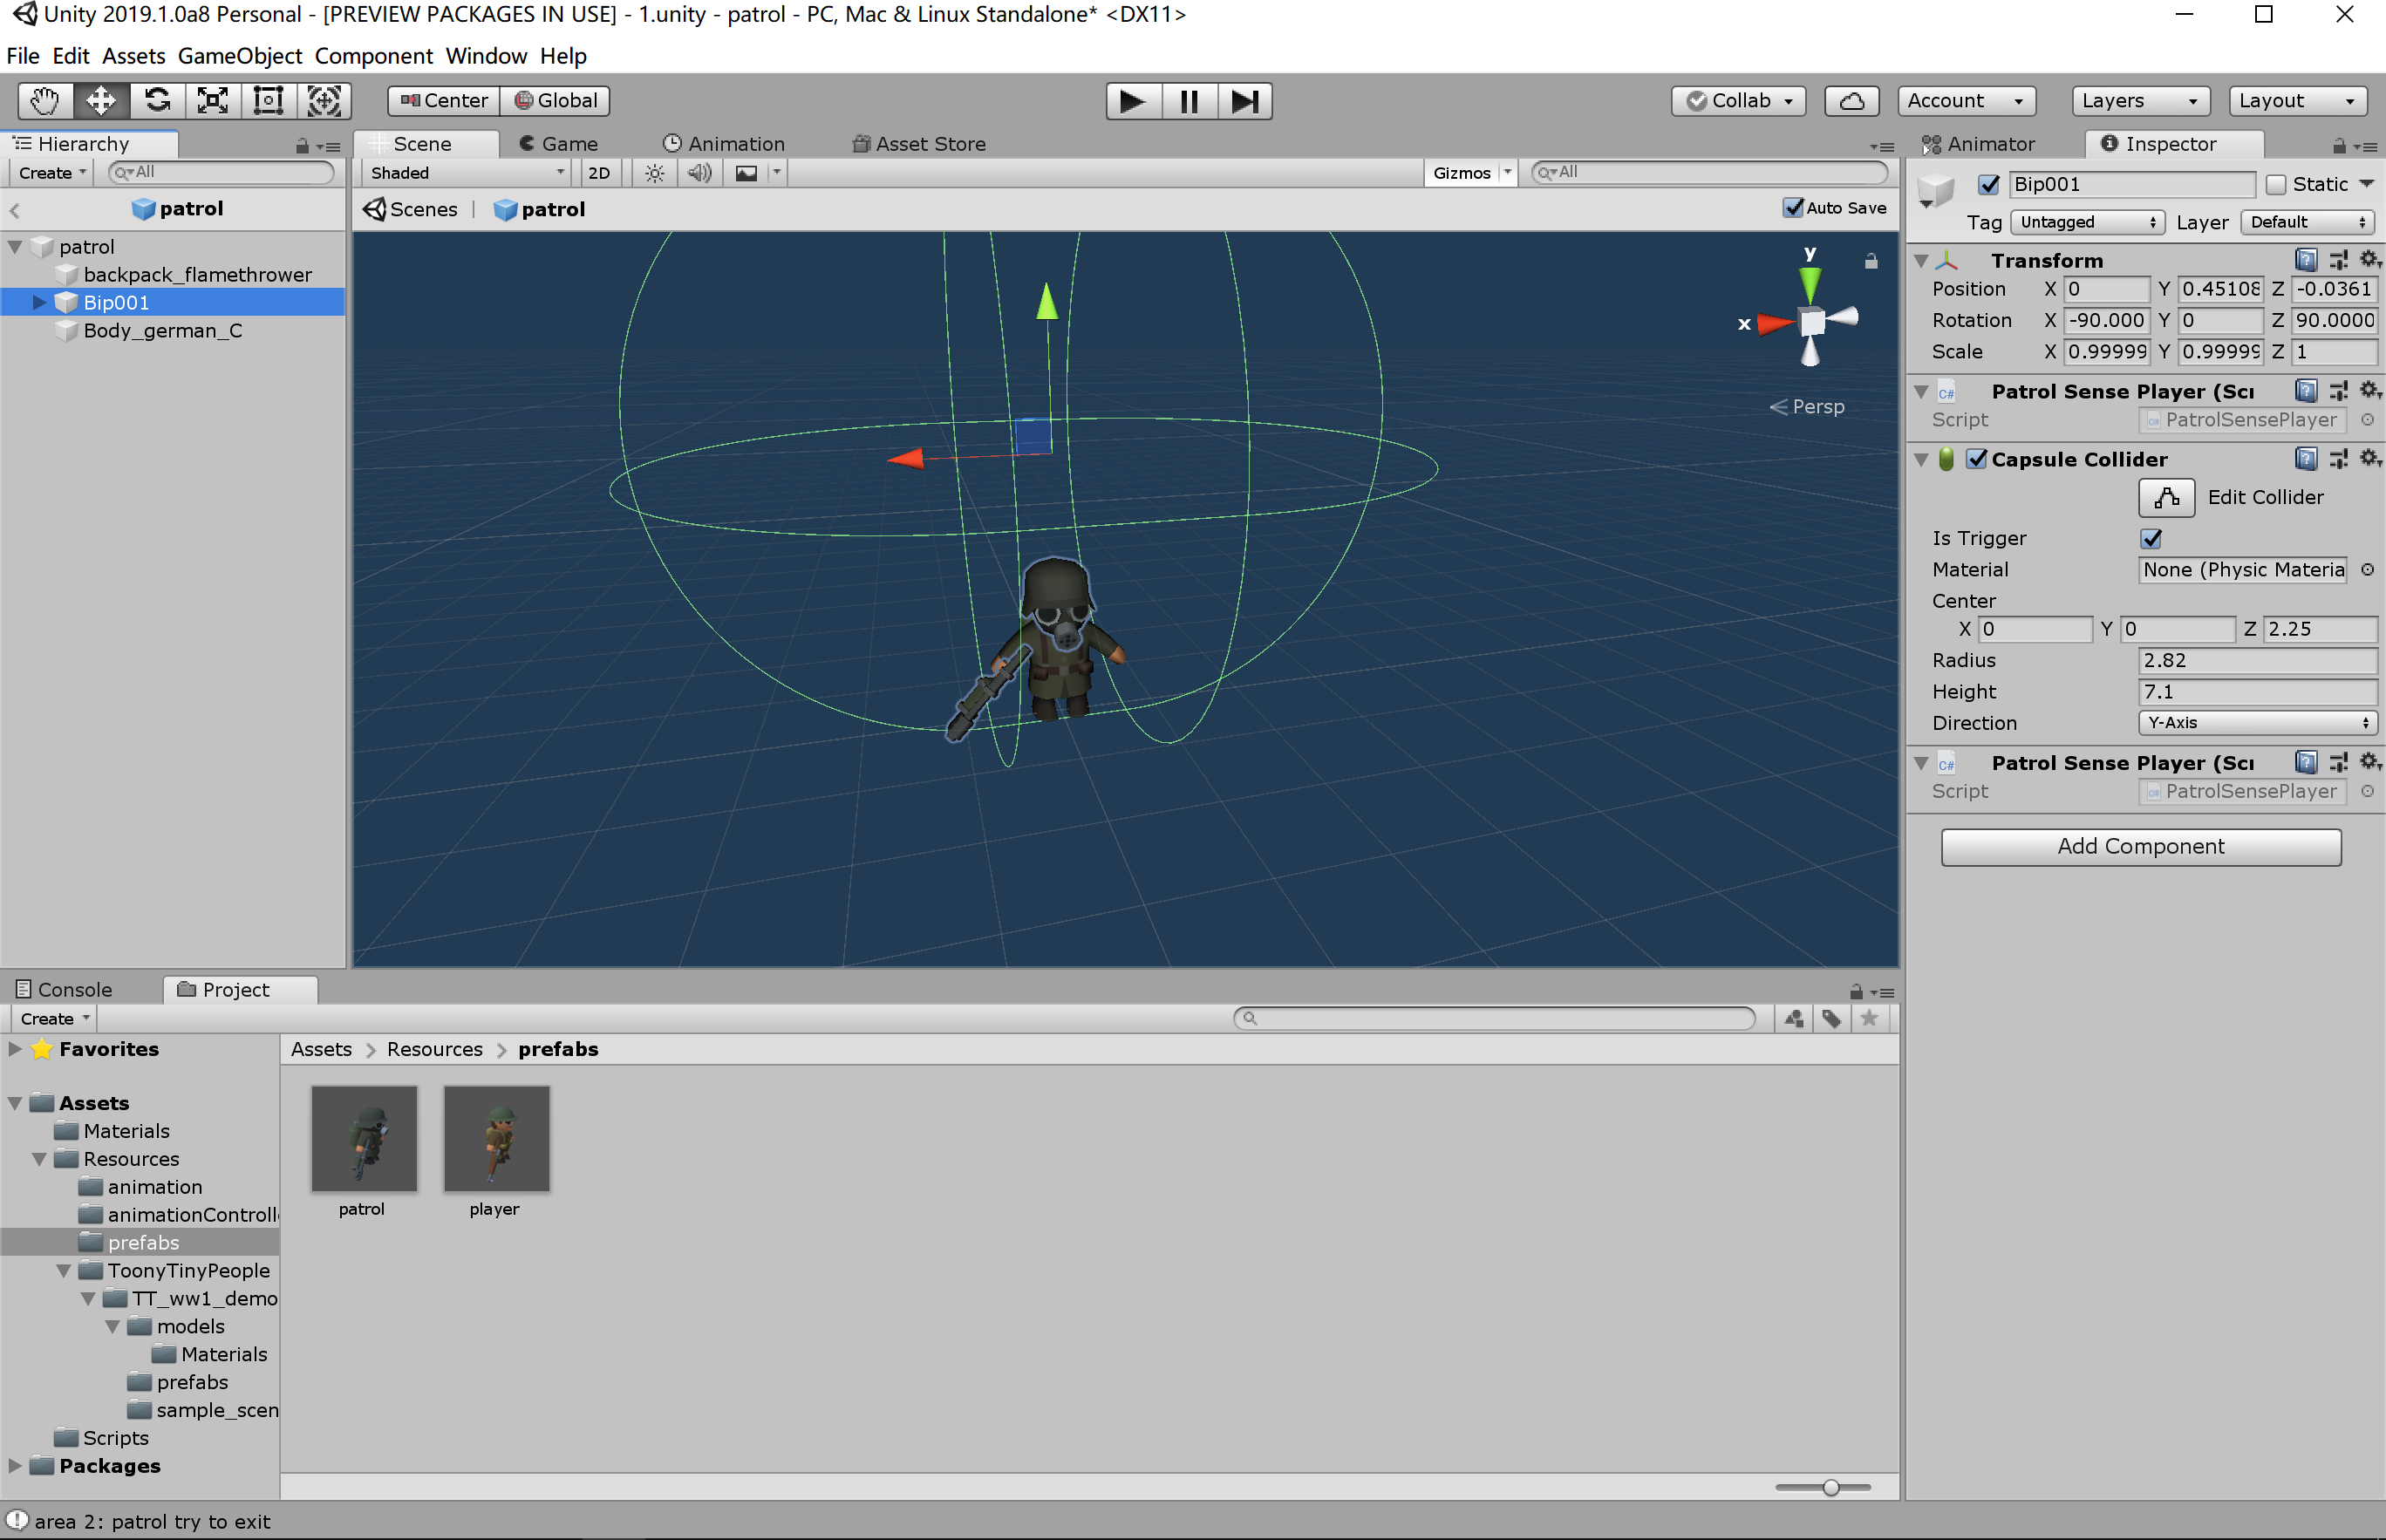 Unity 2019.1.0a8 Personal - [PREVIEW PACKAGES IN USE] - 1.unity - patrol - PC, Mac & Linux Standalone* <DX11>
File Edit Assets GameObject Component Window Help
Center Global Collab Account Layers Layout
Hierarchy
Create All
patrol
patrol
backpack_flamethrower
Bip001
Body_german_C
Scene Game Animation Asset Store
Shaded 2D Gizmos All
Scenes patrol Auto Save
y
x
Persp
Animator Inspector
Bip001 Static
Tag Untagged Layer Default
Transform
Position X 0 Y 0.45108 Z -0.0361
Rotation X -90.000 Y 0 Z 90.0000
Scale X 0.99999 Y 0.99999 Z 1
C# Patrol Sense Player (Scr
Script PatrolSensePlayer
Capsule Collider
Edit Collider
Is Trigger
Material None (Physic Materia
Center
X 0 Y 0 Z 2.25
Radius 2.82
Height 7.1
Direction Y-Axis
C# Patrol Sense Player (Scr
Script PatrolSensePlayer
Add Component
Console Project
Create
Favorites
Assets
Materials
Resources
animation
animationControll
prefabs
ToonyTinyPeople
TT_ww1_demo
models
Materials
prefabs
sample_scen
Scripts
Packages
Assets Resources prefabs
patrol player
area 2: patrol try to exit